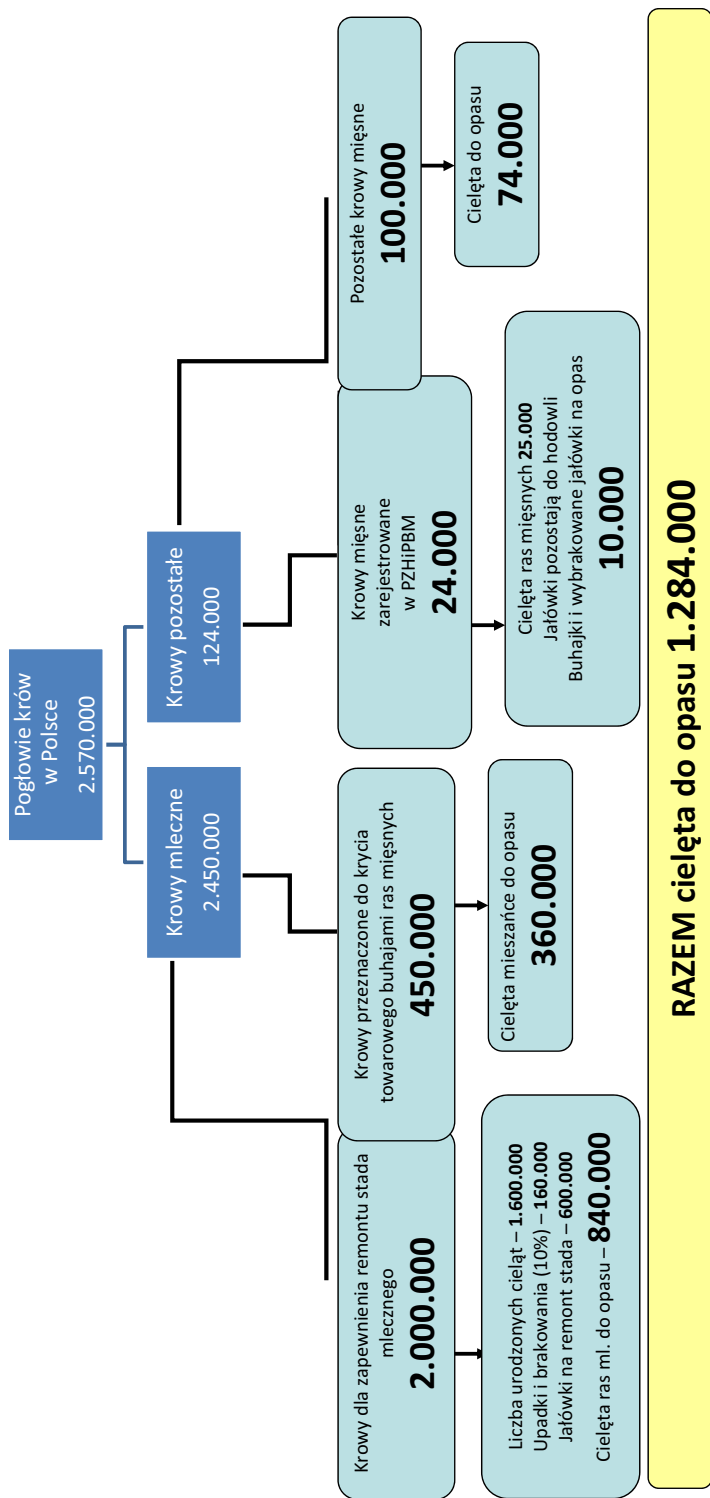 Pogłowie krów
w Polsce
2.570.000
Krowy mleczne
2.450.000
Krowy pozostałe
124.000
Krowy dla zapewnienia remontu stada
mlecznego
2.000.000
Krowy przeznaczone do krycia
towarowego buhajami ras mięsnych
450.000
Krowy mięsne
zarejestrowane
w PZHiPBM
24.000
Pozostałe krowy mięsne
100.000
Liczba urodzonych cieląt – 1.600.000
Upadki i brakowania (10%) – 160.000
Jałówki na remont stada – 600.000
Cielęta ras ml. do opasu – 840.000
Cielęta mieszańce do opasu
360.000
Cielęta ras mięsnych 25.000
Jałówki pozostają do hodowli
Buhajki i wybrakowane jałówki na opas
10.000
Cielęta do opasu
74.000
RAZEM cielęta do opasu 1.284.000